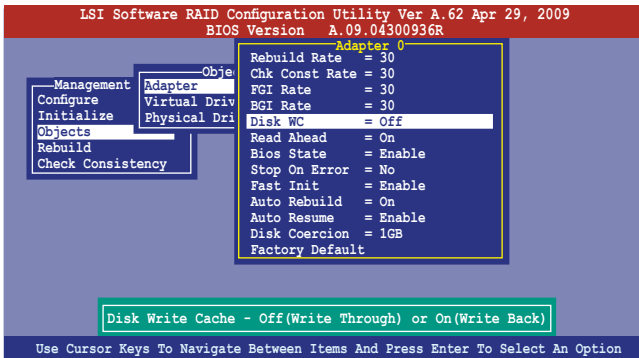 LSI Software RAID Configuration Utility Ver A.62 Apr 29, 2009
BIOS Version A.09.04300936R
Management
Configure
Initialize
Objects
Rebuild
Check Consistency
Obje
Adapter
Virtual Driv
Physical Dri
Adapter 0
Rebuild Rate = 30
Chk Const Rate = 30
FGI Rate = 30
BGI Rate = 30
Disk WC = Off
Read Ahead = On
Bios State = Enable
Stop On Error = No
Fast Init = Enable
Auto Rebuild = On
Auto Resume = Enable
Disk Coercion = 1GB
Factory Default
Disk Write Cache - Off(Write Through) or On(Write Back)
Use Cursor Keys To Navigate Between Items And Press Enter To Select An Option